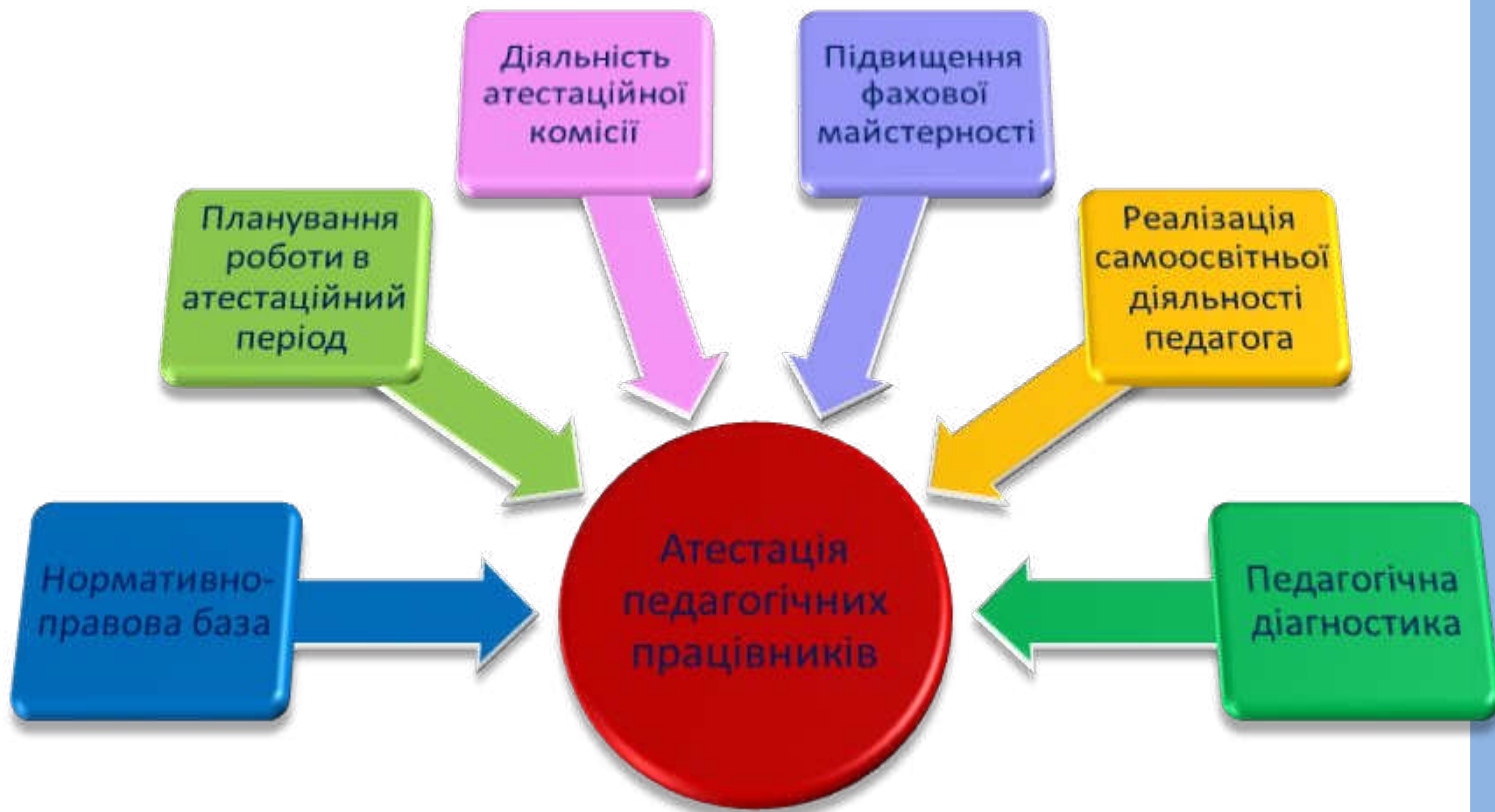 Діяльність
атестаційної
комісії
Підвищення
фахової
майстерності
Планування
роботи в
атестаційний
період
Реалізація
самоосвітньої
діяльності
педагога
Нормативно-
правова база
Атестація
педагогічних
працівників
Педагогічна
діагностика